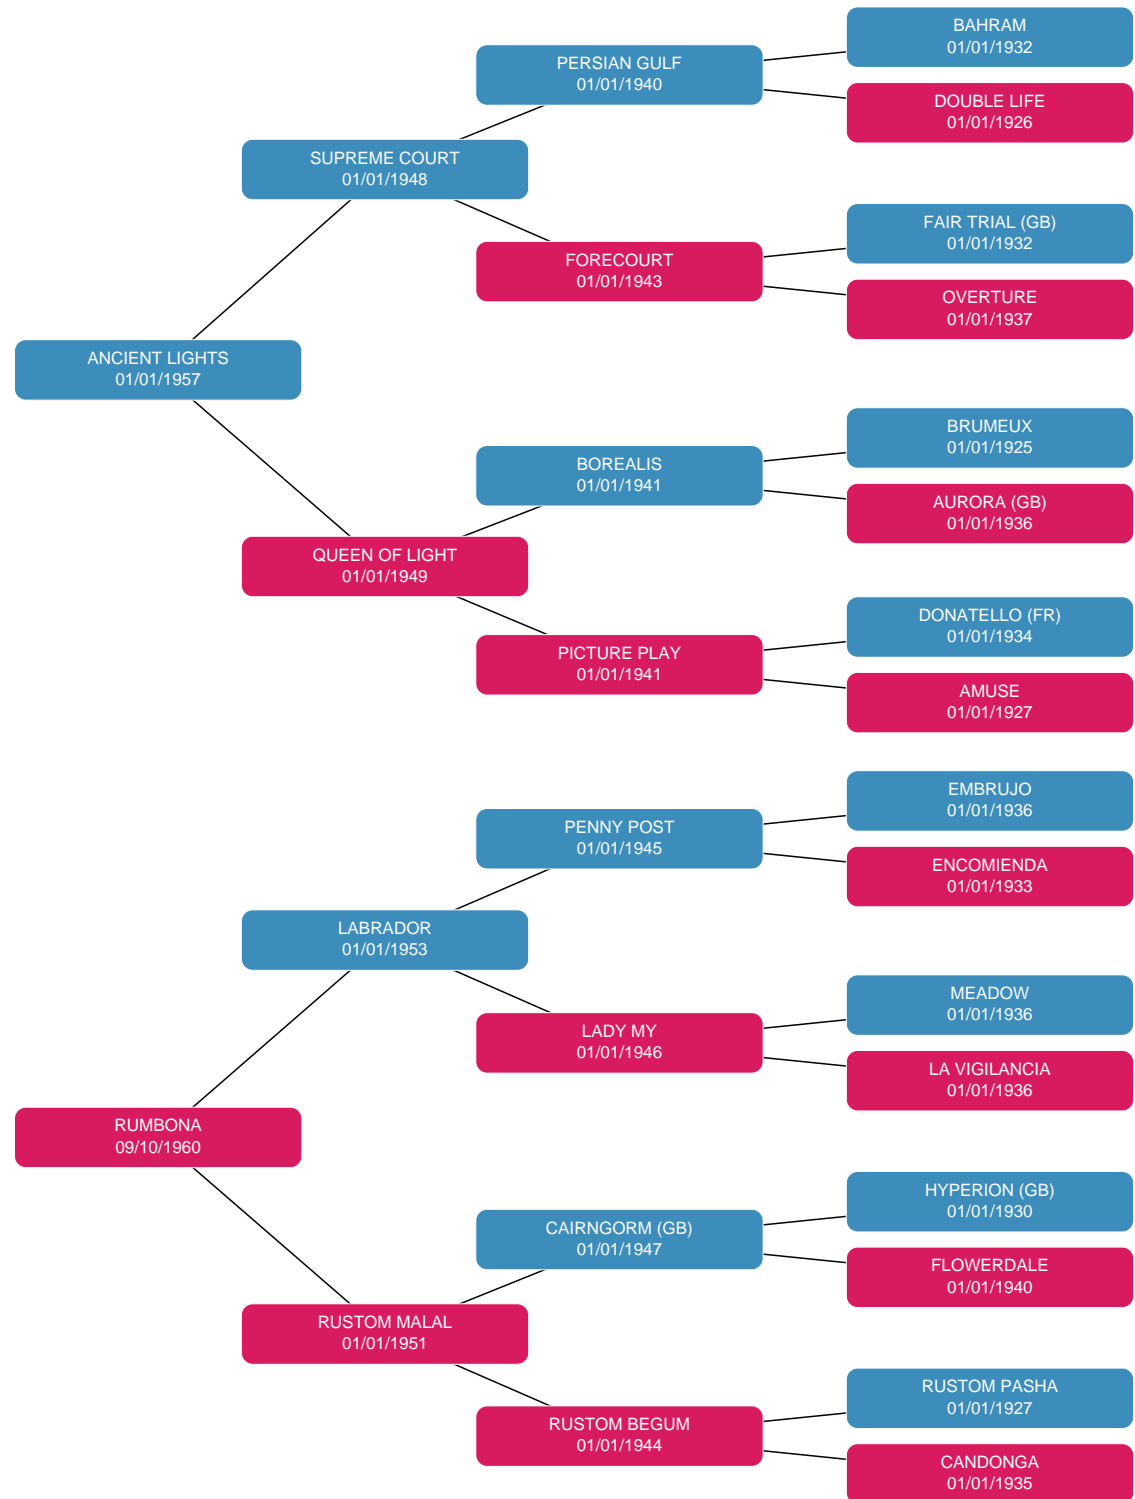 BAHRAM
01/01/1932
PERSIAN GULF
01/01/1940
DOUBLE LIFE
01/01/1926
SUPREME COURT
01/01/1948
FAIR TRIAL (GB)
01/01/1932
FORECOURT
01/01/1943
OVERTURE
01/01/1937
ANCIENT LIGHTS
01/01/1957
BRUMEUX
01/01/1925
BOREALIS
01/01/1941
AURORA (GB)
01/01/1936
QUEEN OF LIGHT
01/01/1949
DONATELLO (FR)
01/01/1934
PICTURE PLAY
01/01/1941
AMUSE
01/01/1927
EMBRUJO
01/01/1936
PENNY POST
01/01/1945
ENCOMIENDA
01/01/1933
LABRADOR
01/01/1953
MEADOW
01/01/1936
LADY MY
01/01/1946
LA VIGILANCIA
01/01/1936
RUMBONA
09/10/1960
HYPERION (GB)
01/01/1930
CAIRNGORM (GB)
01/01/1947
FLOWERDALE
01/01/1940
RUSTOM MALAL
01/01/1951
RUSTOM PASHA
01/01/1927
RUSTOM BEGUM
01/01/1944
CANDONGA
01/01/1935